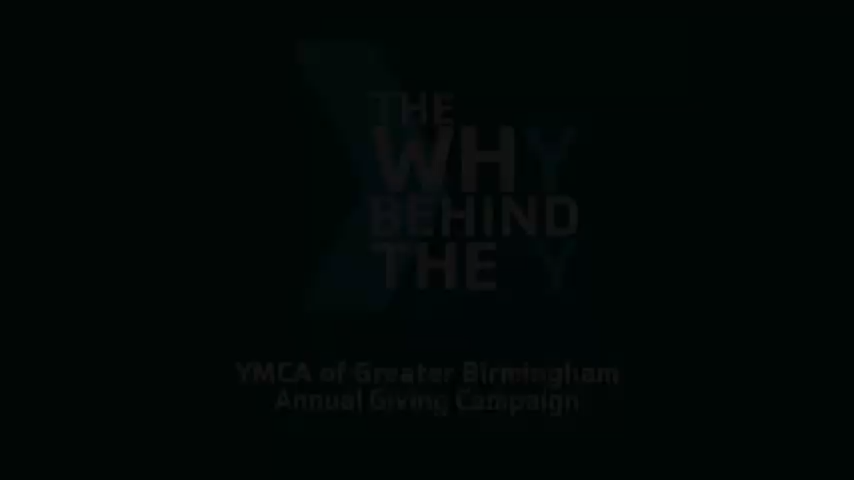 THE
WHY
BEHIND
THE Y
YMCA of Greater Birmingham
Annual Giving Campaign